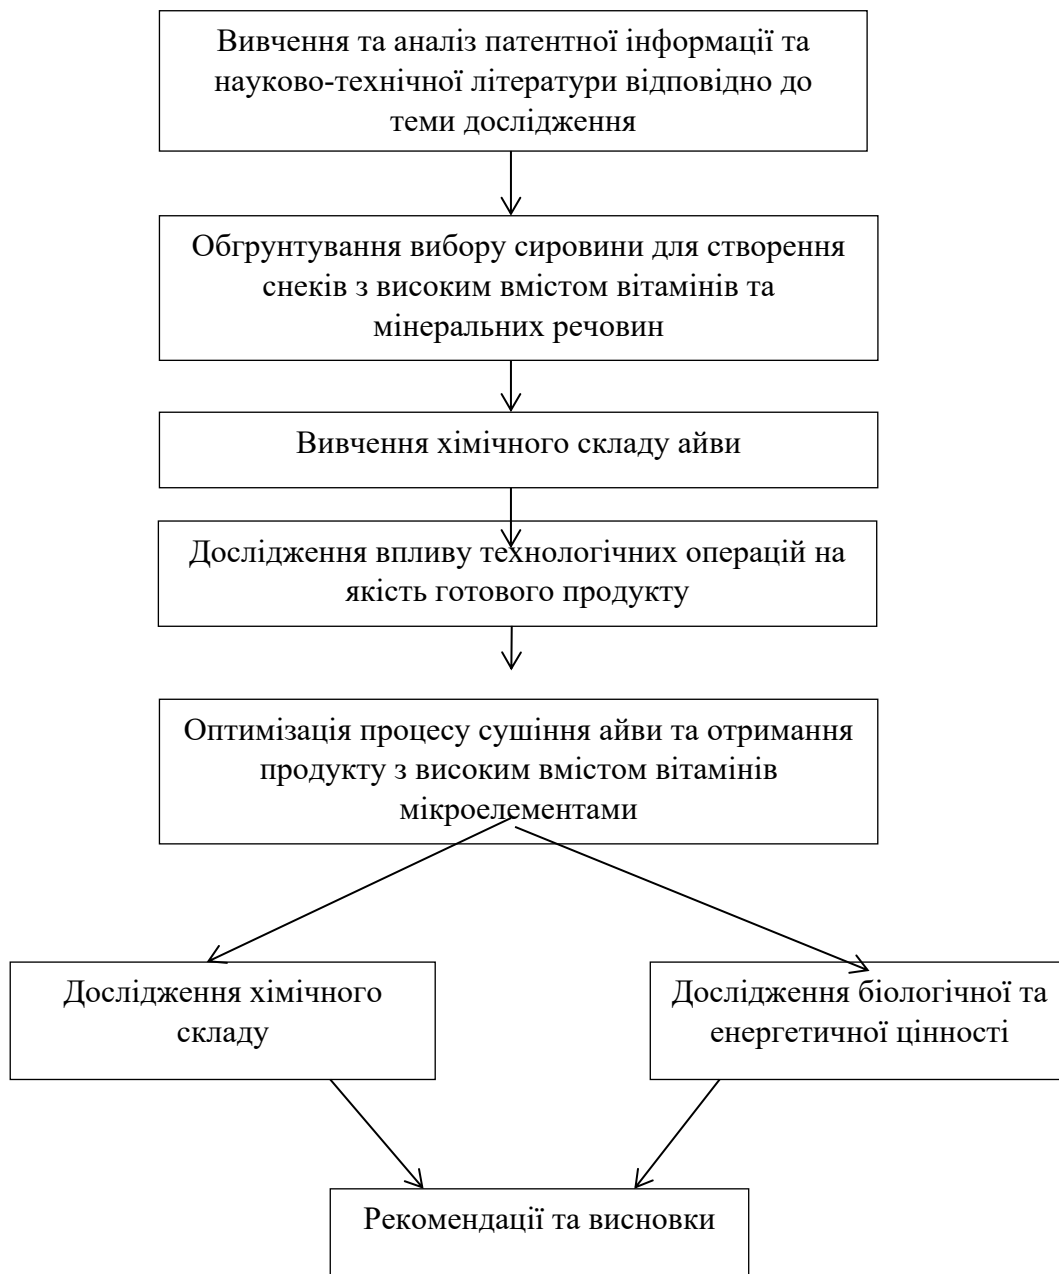 Вивчення та аналіз патентної інформації та
науково-технічної літератури відповідно до
теми дослідження
Обгрунтування вибору сировини для створення
снеків з високим вмістом вітамінів та
мінеральних речовин
Вивчення хімічного складу айви
Дослідження впливу технологічних операцій на
якість готового продукту
Оптимізація процесу сушіння айви та отримання
продукту з високим вмістом вітамінів
мікроелементами
Дослідження хімічного
складу
Дослідження біологічної та
енергетичної цінності
Рекомендації та висновки